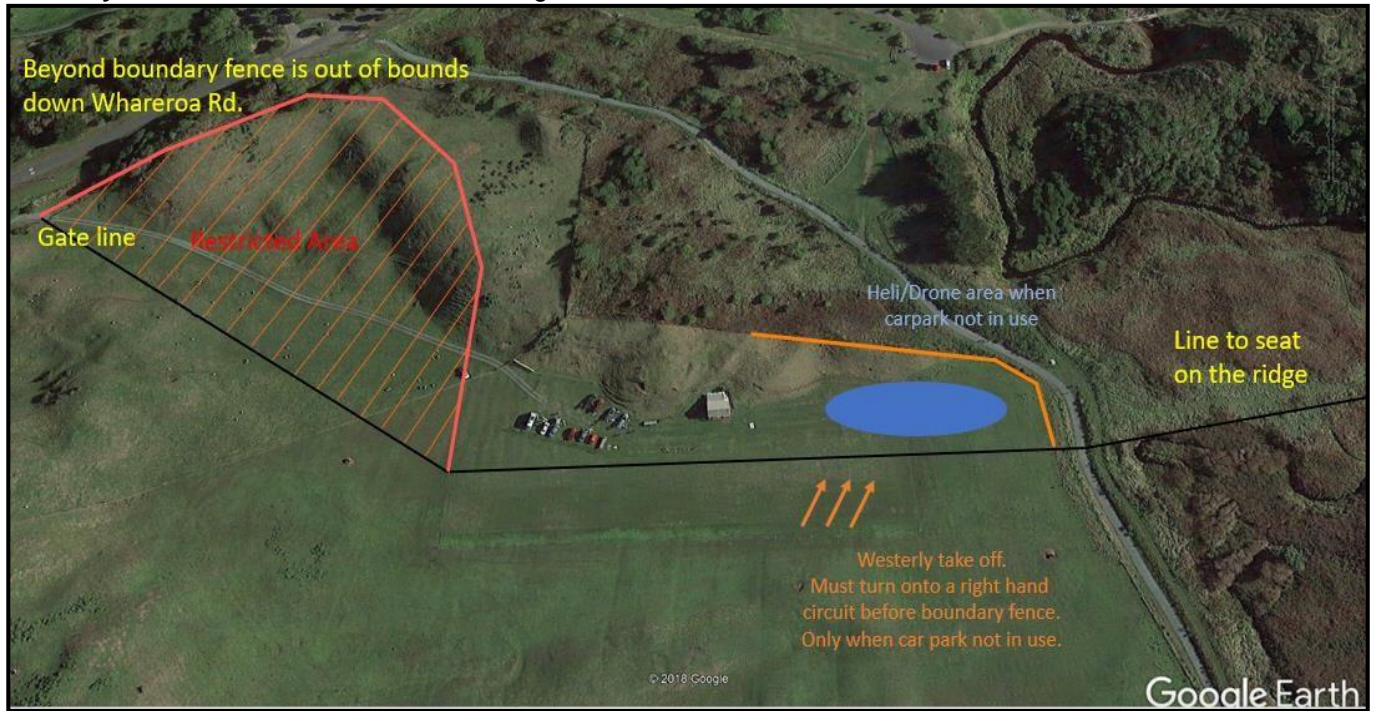 Beyond boundary fence is out of bounds
down Whareroa Rd.
Gate line
Restricted Area
Heli/Drone area when
carpark not in use
Line to seat
on the ridge
Westerly take off.
Must turn onto a right hand
circuit before boundary fence.
Only when car park not in use.
© 2018 Google
Google Earth